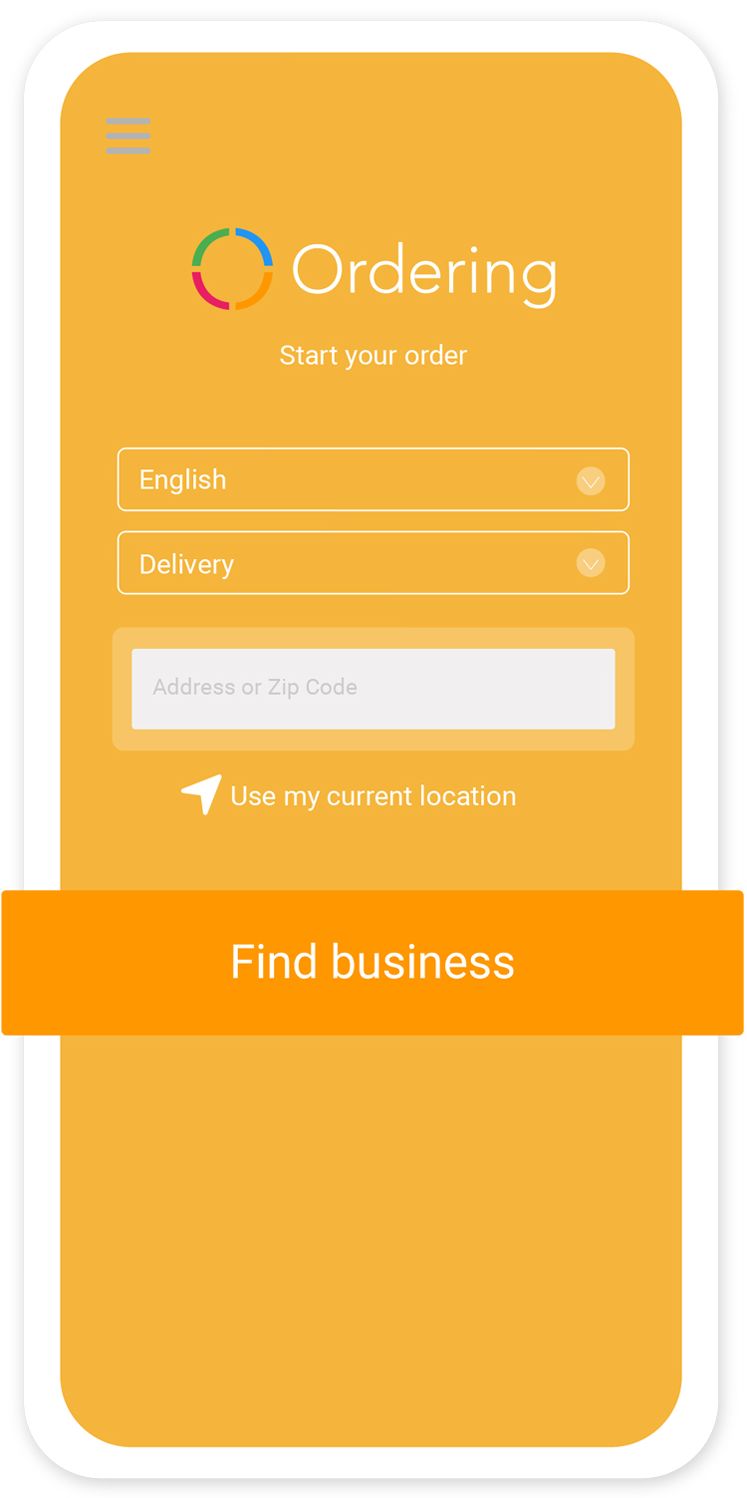 Ordering
Start your order
English
Delivery
Address or Zip Code
Use my current location
Find business